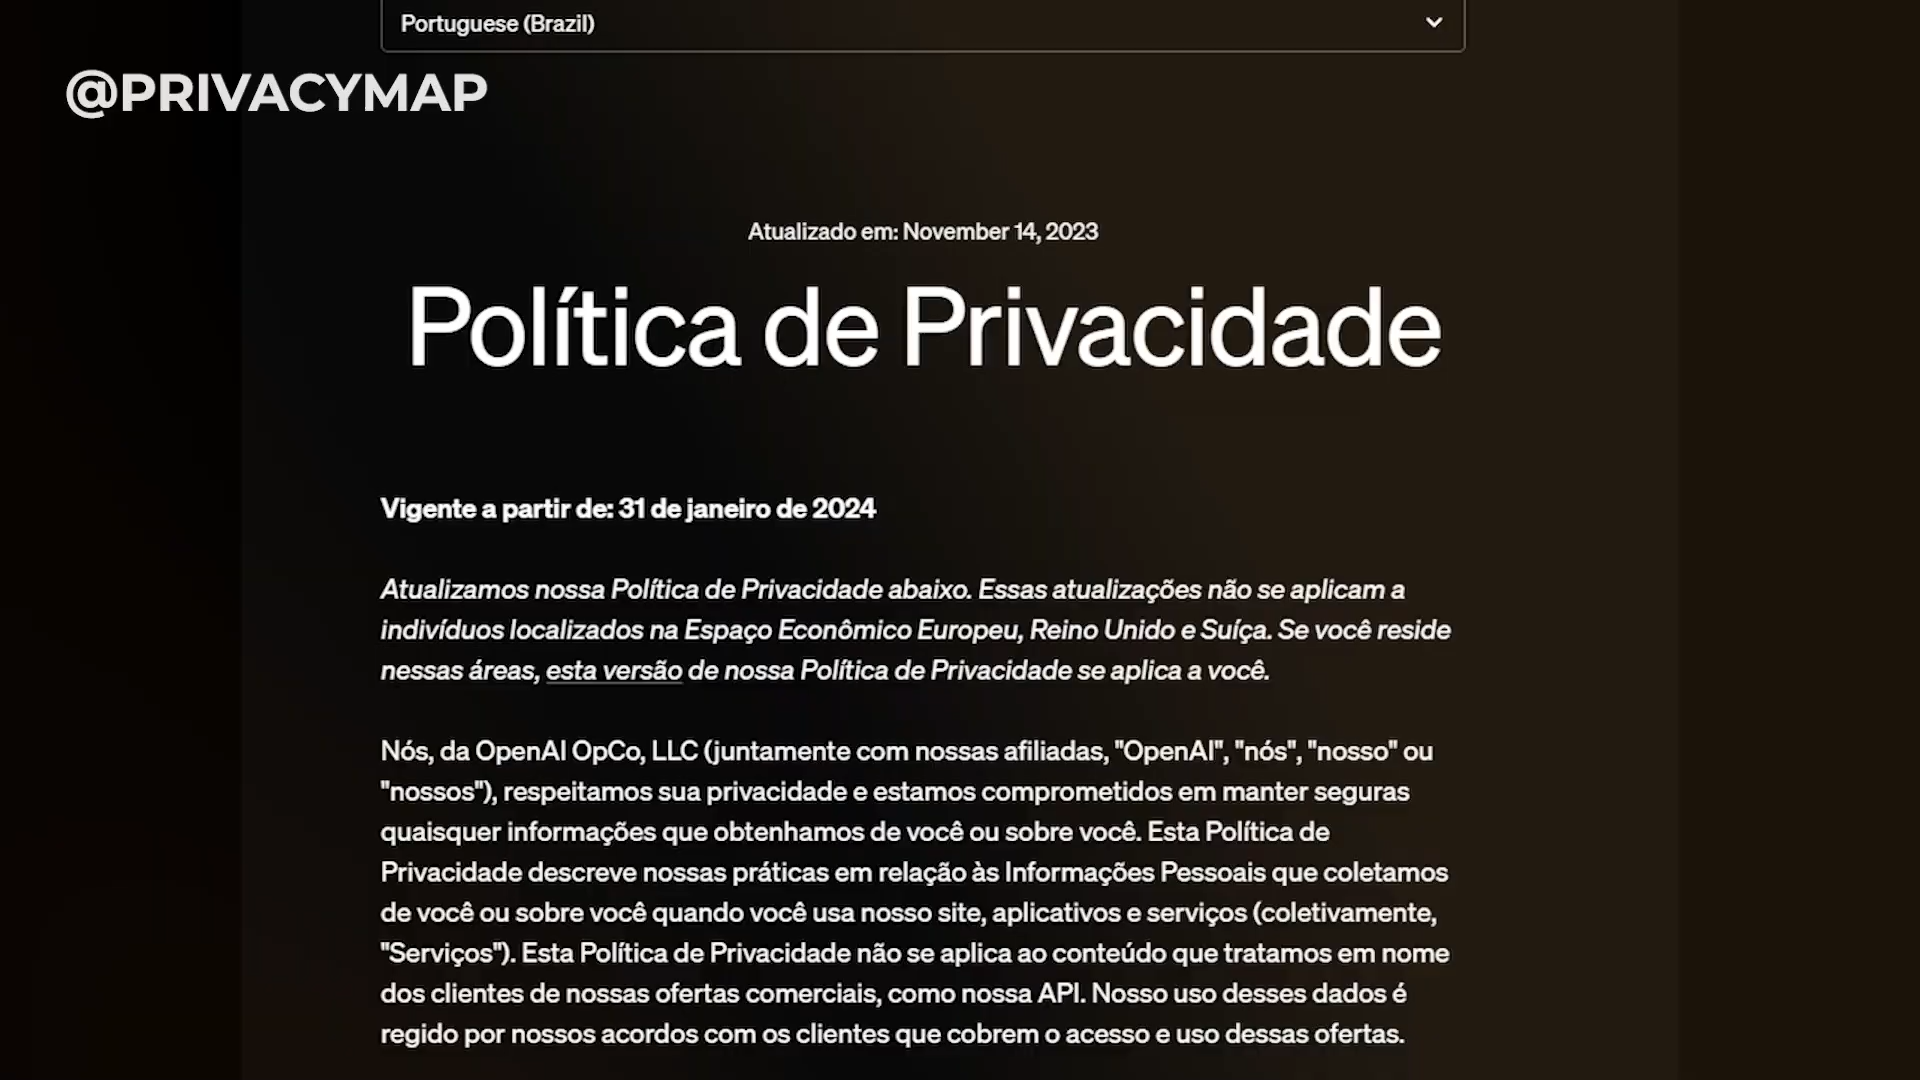 Portuguese (Brazil)
@PRIVACYMAP
Atualizado em: November 14, 2023
Política de Privacidade
Vigente a partir de: 31 de janeiro de 2024
Atualizamos nossa Política de Privacidade abaixo. Essas atualizações não se aplicam a
indivíduos localizados na Espaço Econômico Europeu, Reino Unido e Suíça. Se você reside
nessas áreas, esta versão de nossa Política de Privacidade se aplica a você.
Nós, da OpenAI OpCo, LLC (juntamente com nossas afiliadas, "OpenAI", "nós", "nosso" ou
"nossos"), respeitamos sua privacidade e estamos comprometidos em manter seguras
quaisquer informações que obtenhamos de você ou sobre você. Esta Política de
Privacidade descreve nossas práticas em relação às Informações Pessoais que coletamos
de você ou sobre você quando você usa nosso site, aplicativos e serviços (coletivamente,
"Serviços"). Esta Política de Privacidade não se aplica ao conteúdo que tratamos em nome
dos clientes de nossas ofertas comerciais, como nossa API. Nosso uso desses dados é
regido por nossos acordos com os clientes que cobrem o acesso e uso dessas ofertas.